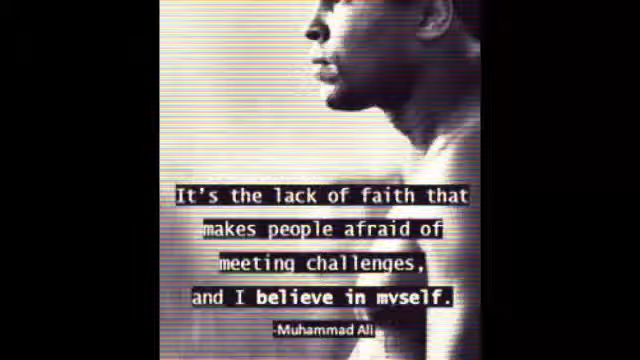 It's the lack of faith that
makes people afraid of
meeting challenges,
and I believe in myself.
-Muhammad Ali